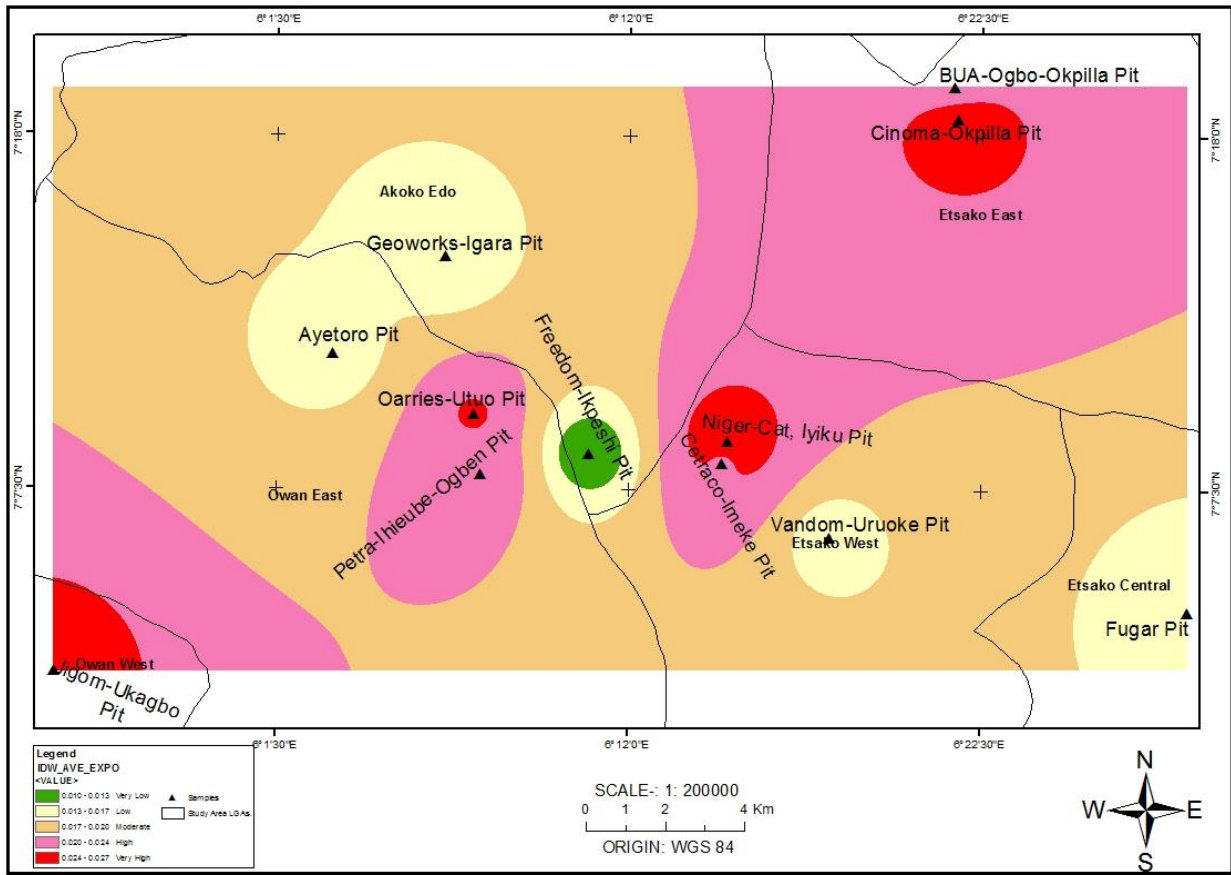 6° 1'30"E 6° 12'0"E 6° 22'30"E
BUA-Ogbo-Okpilla Pit
7°18'0"N 7°18'0"N
Cinoma-Okpilla Pit
Akoko Edo
Etsako East
Geoworks-Igara Pit
Ayetoro Pit
Freedom-Ikpeshi Pit
Oarries-Utuo Pit
Niger-Cat, Iyiku Pit
Cetraco-Imeke Pit
Petra-Ihieube-Ogben Pit
7°7'30"N 7°7'30"N
Owan East
Vandom-Uruoke Pit
Etsako West
Etsako Central
Fugar Pit
Owan West
Jigom-Ukagbo
Pit
6° 1'30"E 6° 12'0"E 6° 22'30"E
Legend
IDW_AVE_EXPO
<VALUE>
0.010 - 0.013 Very Low
0.013 - 0.017 Low
0.017 - 0.020 Moderate
0.020 - 0.024 High
0.024 - 0.027 Very High
Samples
Study Area LGAs.
SCALE-: 1: 200000
0 1 2 4 Km
ORIGIN: WGS 84
N
W E
S